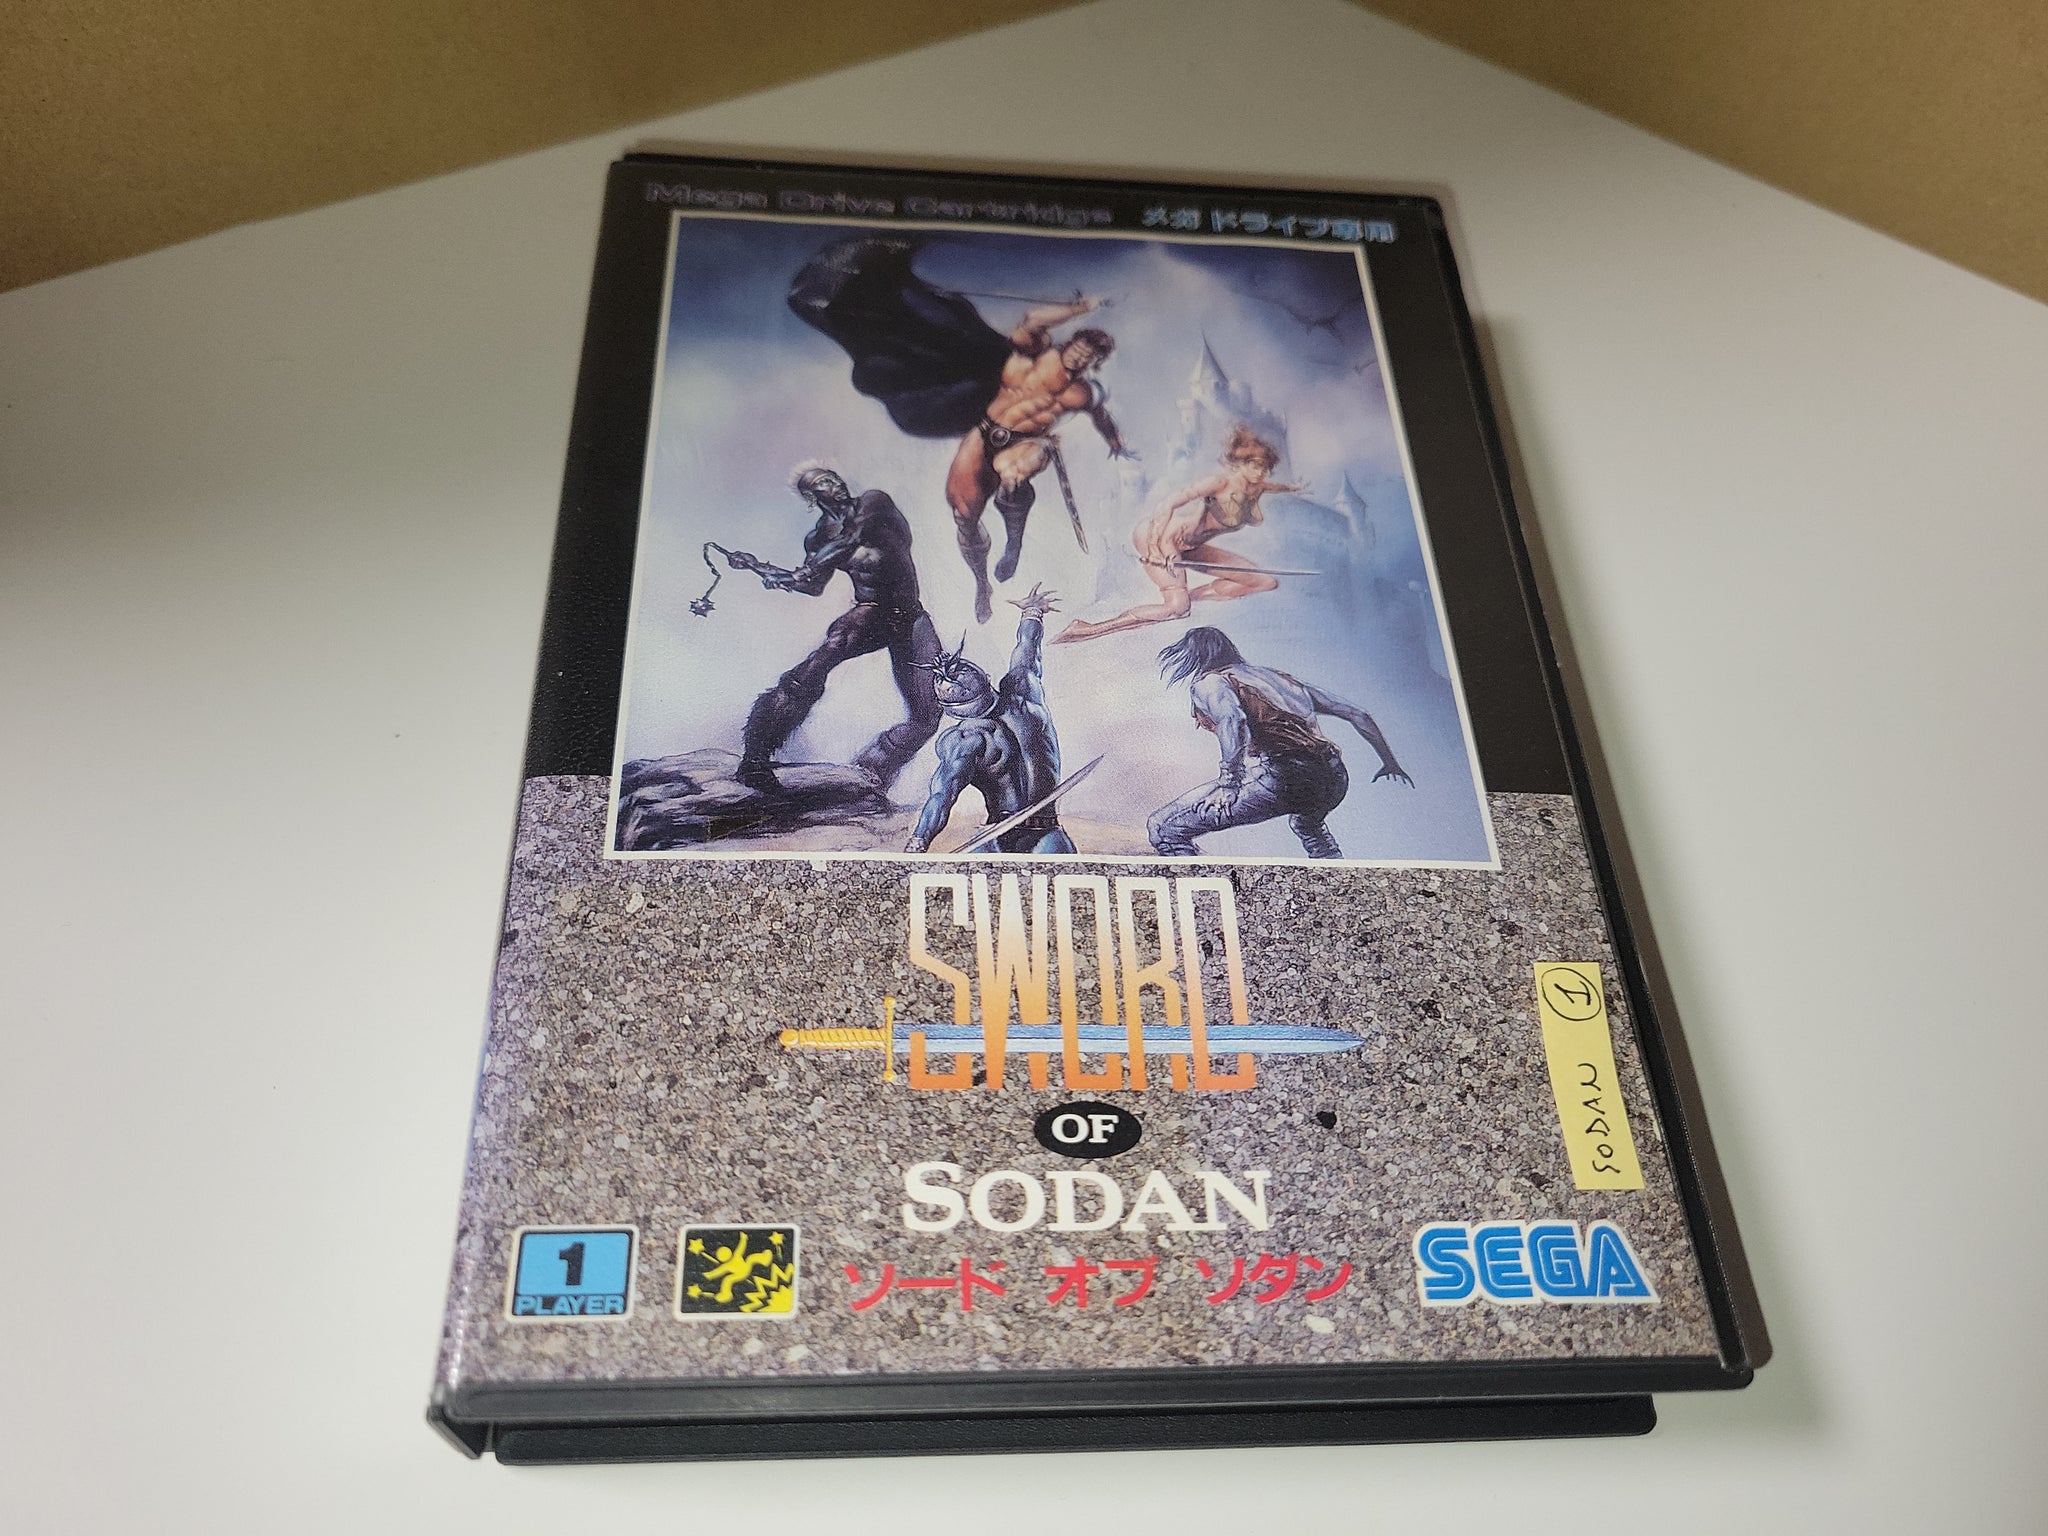 Mega Drive Cartridge メガドライブ専用
SWORD
OF
SODAN
ソード オブ ソダン
1
PLAYER
SEGA
SODAN 1